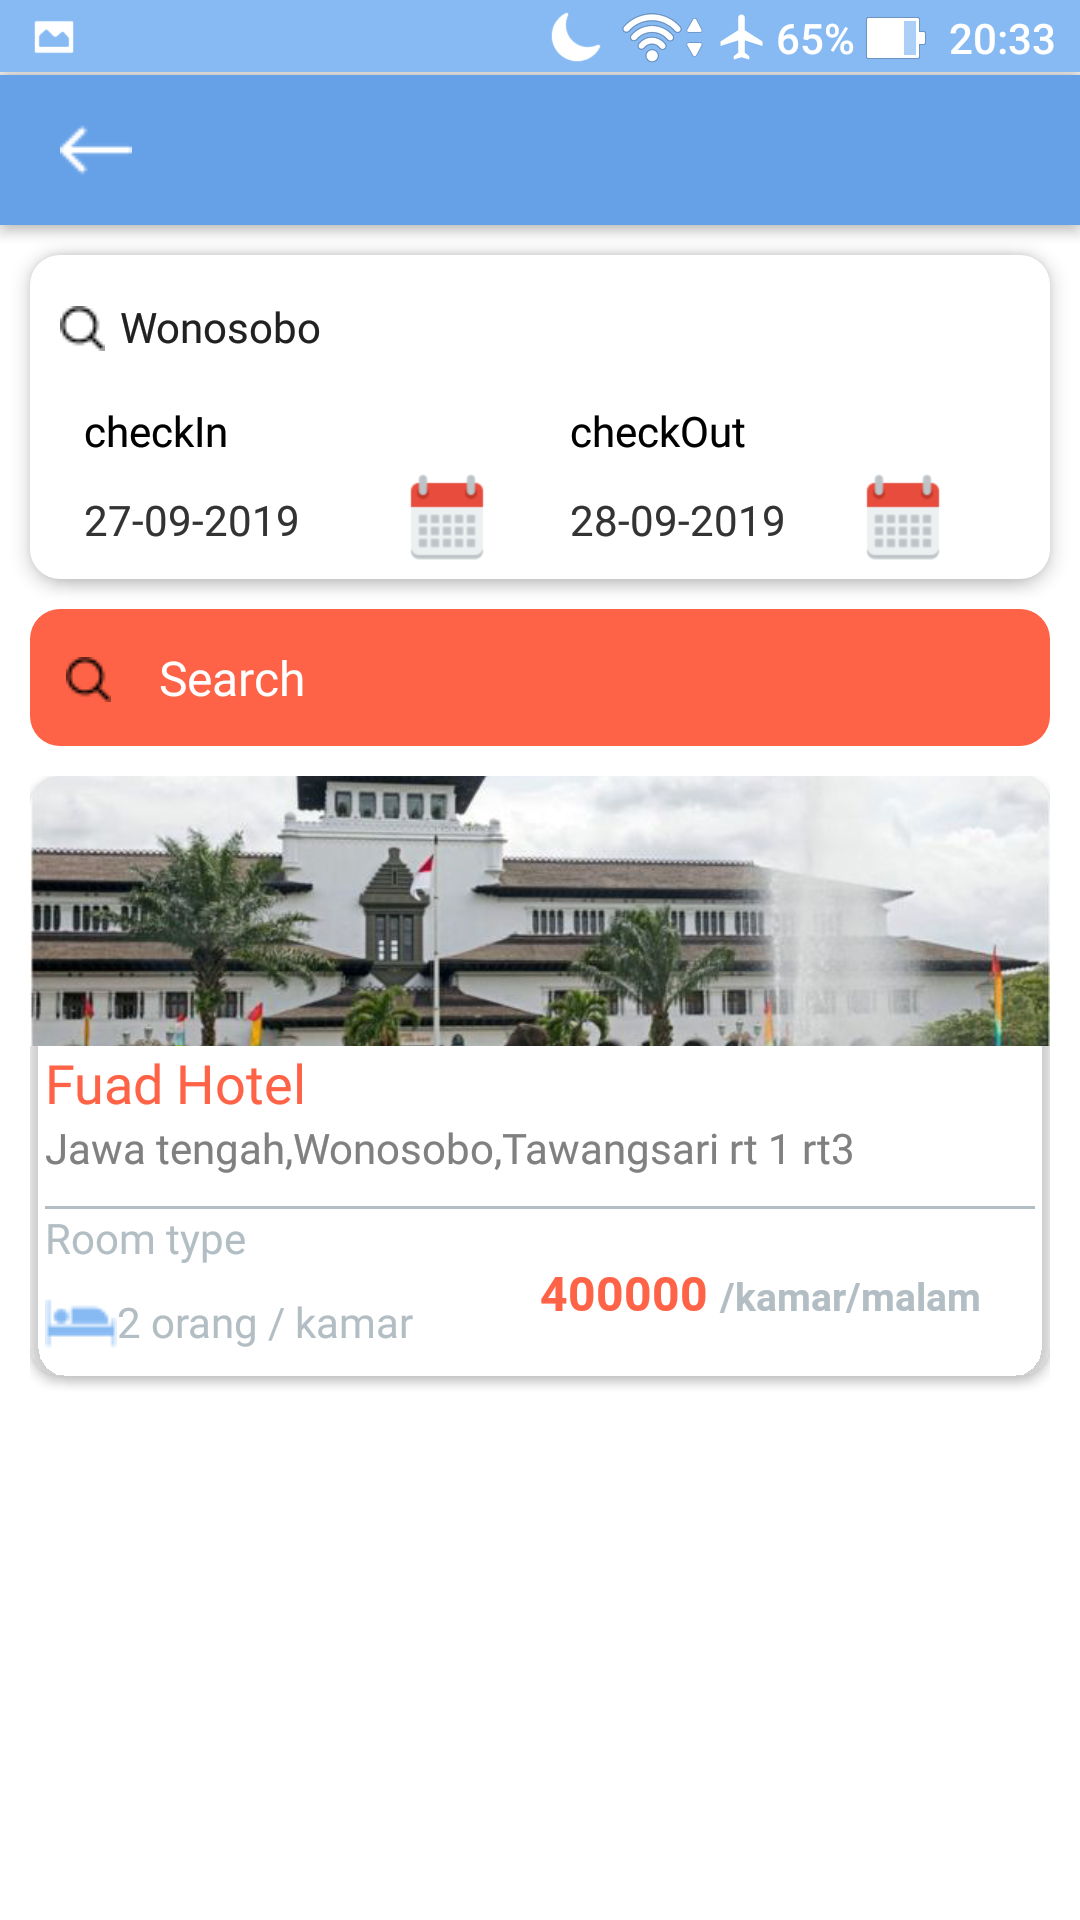 65% 20:33
Wonosobo
checkIn checkOut
27-09-2019 28-09-2019
Search
Fuad Hotel
Jawa tengah,Wonosobo,Tawangsari rt 1 rt3
Room type
400000 /kamar/malam
2 orang / kamar